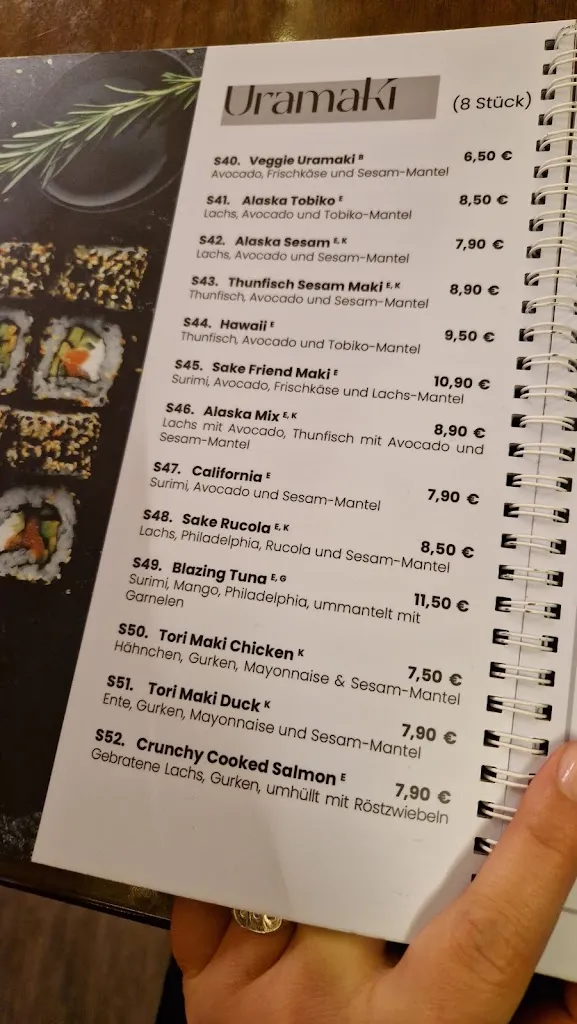 Uramaki (8 Stück)
S40. Veggie Uramaki B 6,50 €
Avocado, Frischkäse und Sesam-Mantel
S41. Alaska Tobiko E 8,50 €
Lachs, Avocado und Tobiko-Mantel
S42. Alaska Sesam E, K 7,90 €
Lachs, Avocado und Sesam-Mantel
S43. Thunfisch Sesam Maki E, K 8,90 €
Thunfisch, Avocado und Sesam-Mantel
S44. Hawaii E 9,50 €
Thunfisch, Avocado und Tobiko-Mantel
S45. Sake Friend Maki E 10,90 €
Surimi, Avocado, Frischkäse und Lachs-Mantel
S46. Alaska Mix E, K 8,90 €
Lachs mit Avocado, Thunfisch mit Avocado und
Sesam-Mantel
S47. California E 7,90 €
Surimi, Avocado und Sesam-Mantel
S48. Sake Rucola E, K 8,50 €
Lachs, Philadelphia, Rucola und Sesam-Mantel
S49. Blazing Tuna E, G 11,50 €
Surimi, Mango, Philadelphia, ummantelt mit
Garnelen
S50. Tori Maki Chicken K 7,50 €
Hähnchen, Gurken, Mayonnaise & Sesam-Mantel
S51. Tori Maki Duck K 7,90 €
Ente, Gurken, Mayonnaise und Sesam-Mantel
S52. Crunchy Cooked Salmon E 7,90 €
Gebratene Lachs, Gurken, umhüllt mit Röstzwiebeln